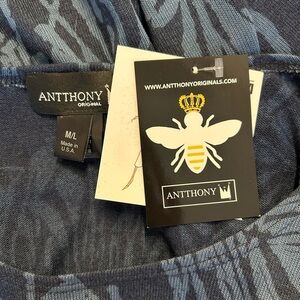 ANTTHONY
ORIGINAL
M/L
Made in
U.S.A.
WWW.ANTTHONYORIGINALS.COM
ANTTHONY